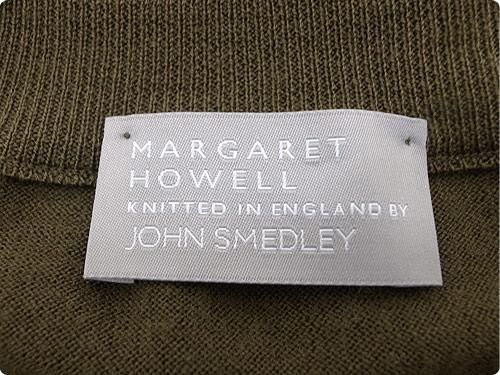 MARGARET
HOWELL
KNITTED IN ENGLAND BY
JOHN SMEDLEY